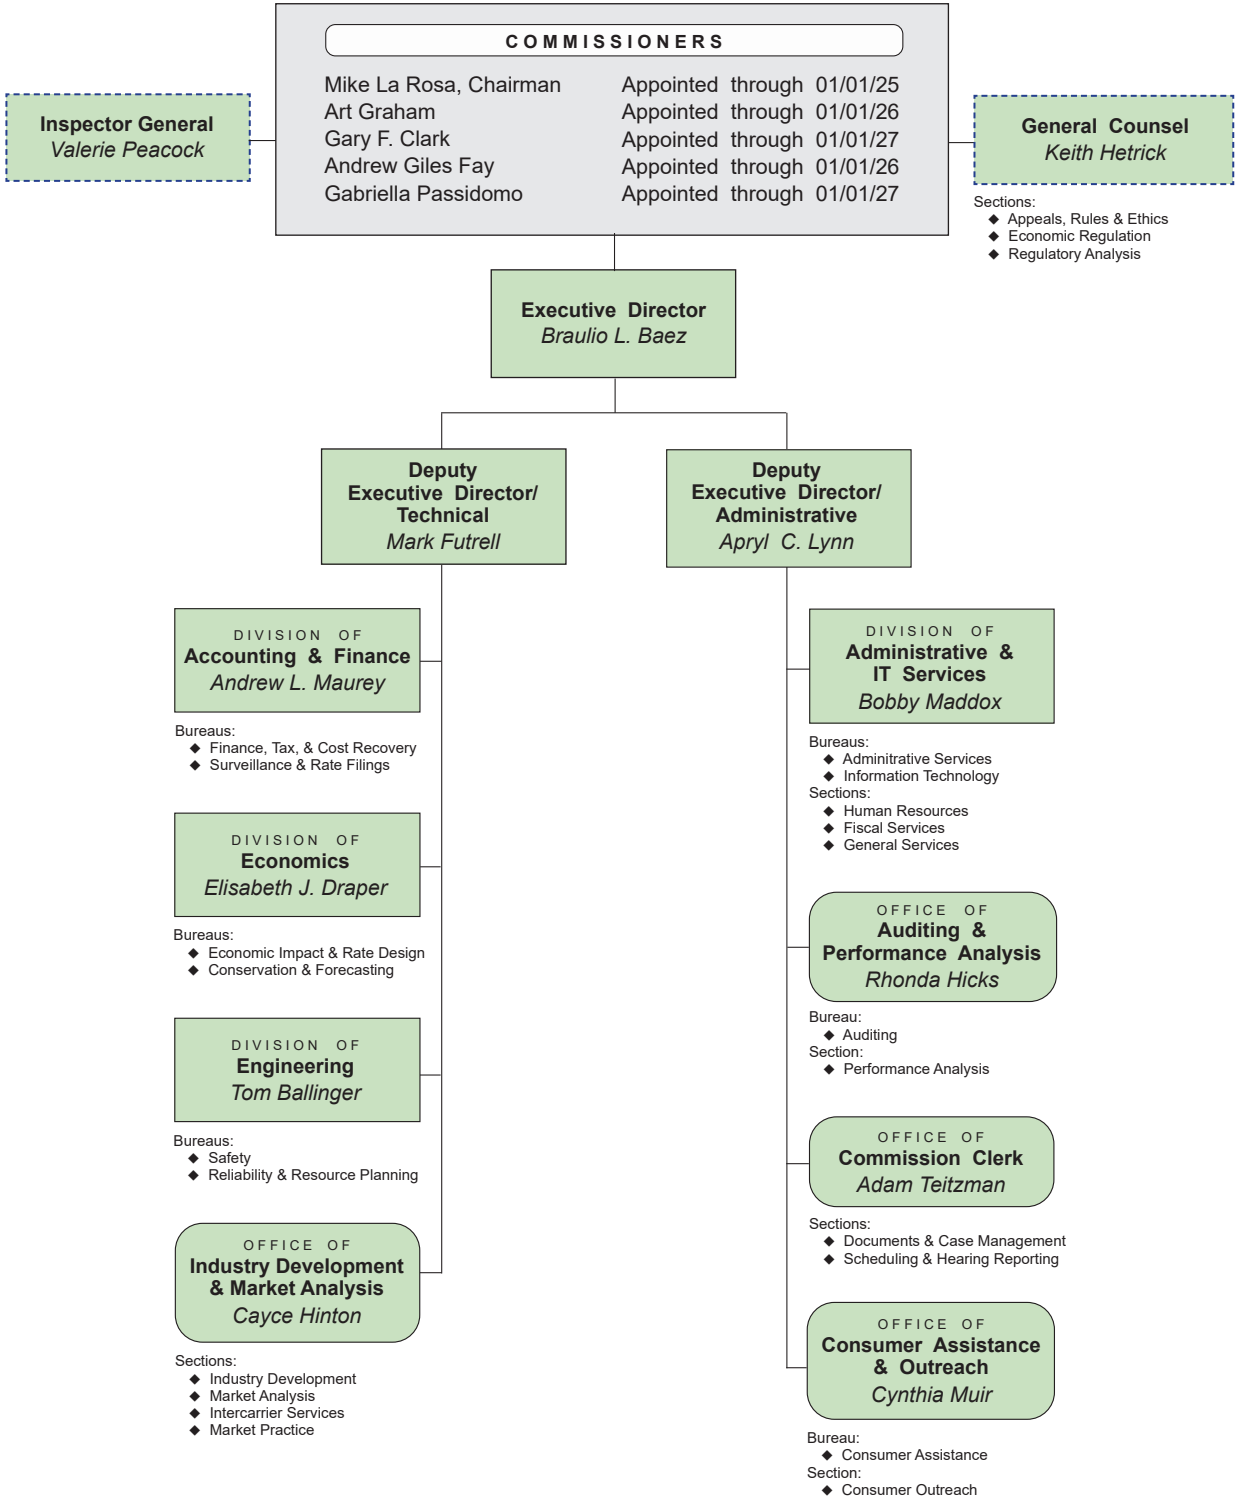 COMMISSIONERS
Mike La Rosa, Chairman Appointed through 01/01/25
Art Graham Appointed through 01/01/26
Gary F. Clark Appointed through 01/01/27
Andrew Giles Fay Appointed through 01/01/26
Gabriella Passidomo Appointed through 01/01/27
Inspector General
Valerie Peacock
General Counsel
Keith Hetrick
Sections:
◆ Appeals, Rules & Ethics
◆ Economic Regulation
◆ Regulatory Analysis
Executive Director
Braulio L. Baez
Deputy
Executive Director/
Technical
Mark Futrell
Deputy
Executive Director/
Administrative
Apryl C. Lynn
DIVISION OF
Accounting & Finance
Andrew L. Maurey
Bureaus:
◆ Finance, Tax, & Cost Recovery
◆ Surveillance & Rate Filings
DIVISION OF
Economics
Elisabeth J. Draper
Bureaus:
◆ Economic Impact & Rate Design
◆ Conservation & Forecasting
DIVISION OF
Engineering
Tom Ballinger
Bureaus:
◆ Safety
◆ Reliability & Resource Planning
OFFICE OF
Industry Development
& Market Analysis
Cayce Hinton
Sections:
◆ Industry Development
◆ Market Analysis
◆ Intercarrier Services
◆ Market Practice
DIVISION OF
Administrative &
IT Services
Bobby Maddox
Bureaus:
◆ Adminitrative Services
◆ Information Technology
Sections:
◆ Human Resources
◆ Fiscal Services
◆ General Services
OFFICE OF
Auditing &
Performance Analysis
Rhonda Hicks
Bureau:
◆ Auditing
Section:
◆ Performance Analysis
OFFICE OF
Commission Clerk
Adam Teitzman
Sections:
◆ Documents & Case Management
◆ Scheduling & Hearing Reporting
OFFICE OF
Consumer Assistance
& Outreach
Cynthia Muir
Bureau:
◆ Consumer Assistance
Section:
◆ Consumer Outreach